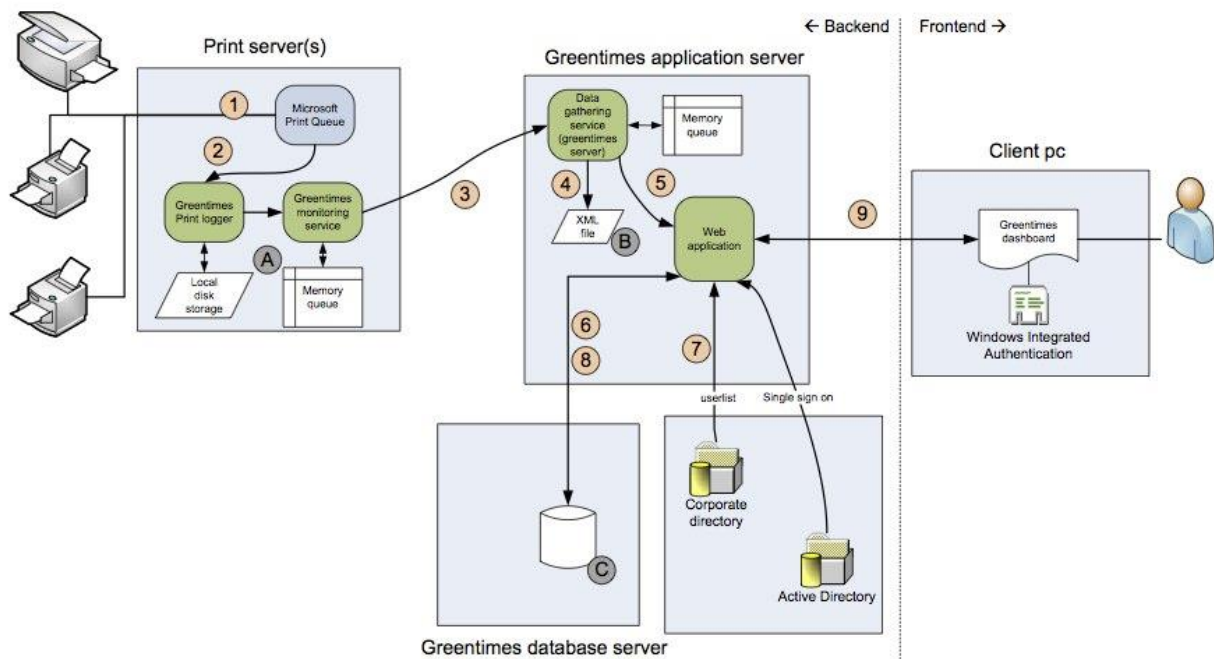 ← Backend
Frontend →
Print server(s)
Greentimes application server
Client pc
1
Microsoft
Print Queue
2
Greentimes
Print logger
Greentimes
monitoring
service
A
Local
disk
storage
Memory
queue
3
Data
gathering
service
(greentimes
server)
Memory
queue
4
5
XML
file
B
Web
application
9
Greentimes
dashboard
Windows Integrated
Authentication
6
8
7
userlist
Single sign on
Corporate
directory
Active Directory
C
Greentimes database server